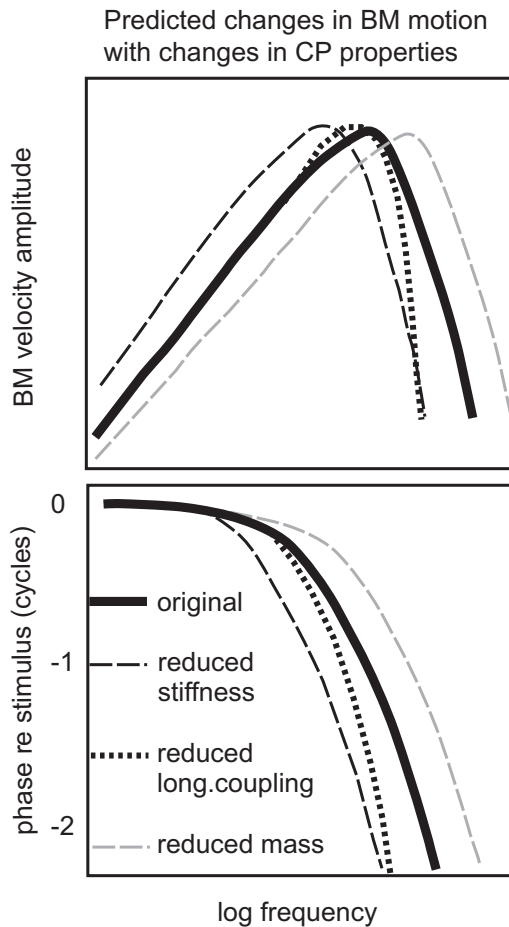 Predicted changes in BM motion
with changes in CP properties
BM velocity amplitude
0
-1
-2
phase re stimulus (cycles)
original
reduced
stiffness
reduced
long.coupling
reduced mass
log frequency